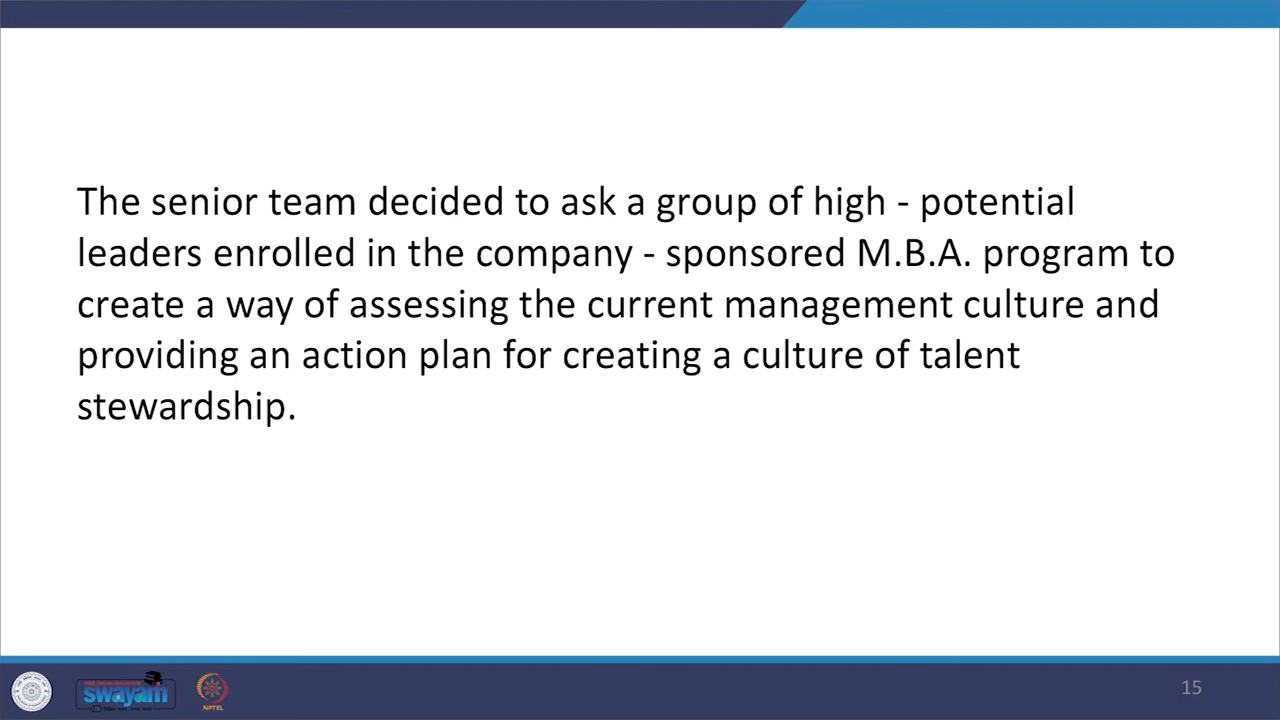 The senior team decided to ask a group of high - potential
leaders enrolled in the company - sponsored M.B.A. program to
create a way of assessing the current management culture and
providing an action plan for creating a culture of talent
stewardship.
swayam
NPTEL
15